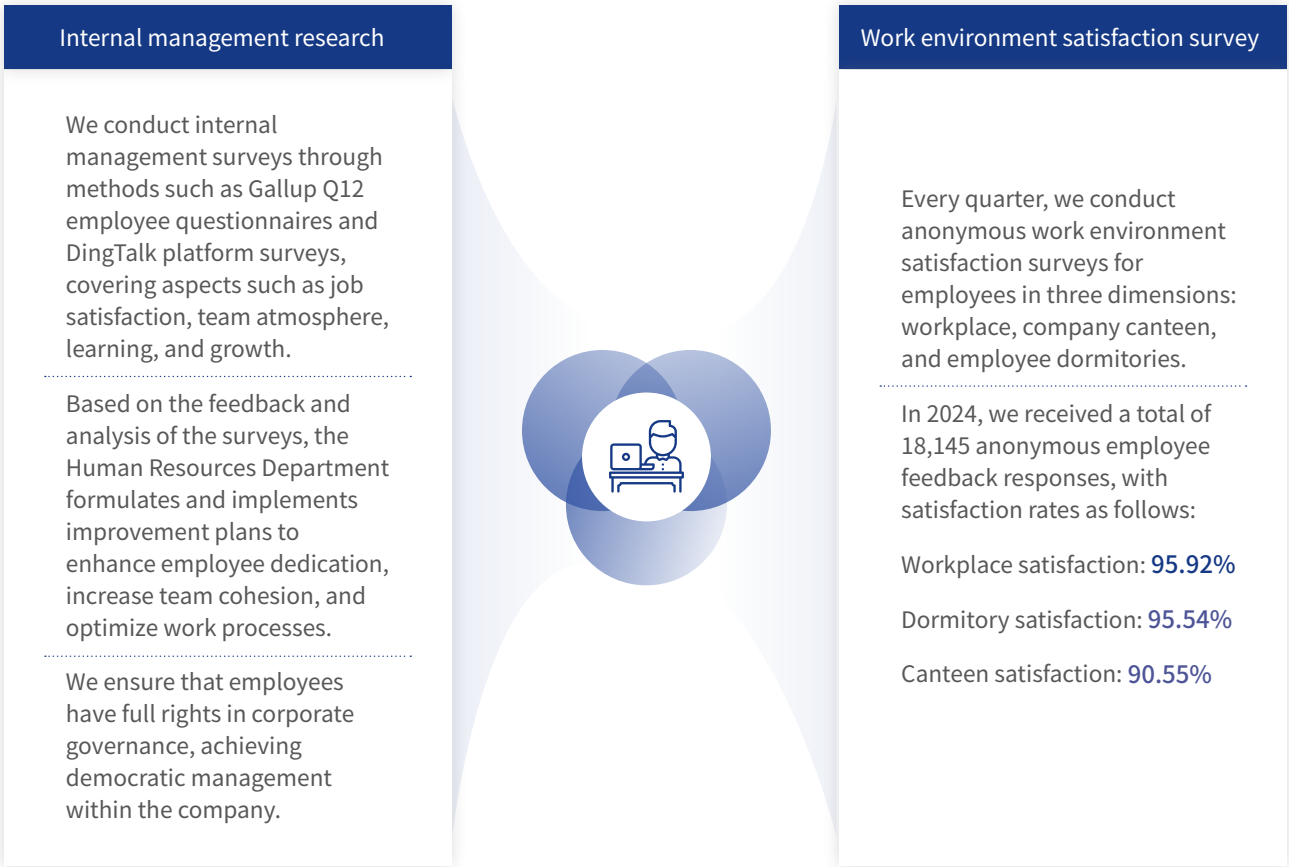 Internal management research
We conduct internal
management surveys through
methods such as Gallup Q12
employee questionnaires and
DingTalk platform surveys,
covering aspects such as job
satisfaction, team atmosphere,
learning, and growth.
Based on the feedback and
analysis of the surveys, the
Human Resources Department
formulates and implements
improvement plans to
enhance employee dedication,
increase team cohesion, and
optimize work processes.
We ensure that employees
have full rights in corporate
governance, achieving
democratic management
within the company.
Work environment satisfaction survey
Every quarter, we conduct
anonymous work environment
satisfaction surveys for
employees in three dimensions:
workplace, company canteen,
and employee dormitories.
In 2024, we received a total of
18,145 anonymous employee
feedback responses, with
satisfaction rates as follows:
Workplace satisfaction: 95.92%
Dormitory satisfaction: 95.54%
Canteen satisfaction: 90.55%